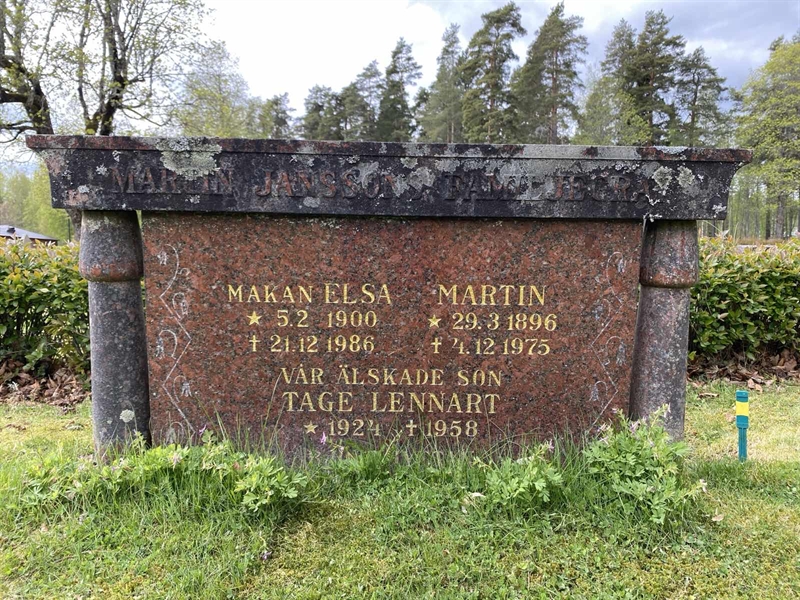 MARTIN JANSSONS FAMILJEGRAV
MAKAN ELSA MARTIN
★ 5.2 1900 ★ 29.3 1896
† 21.12 1986 † 4.12 1975
VÅR ÄLSKADE SON
TAGE LENNART
★ 1924 † 1958